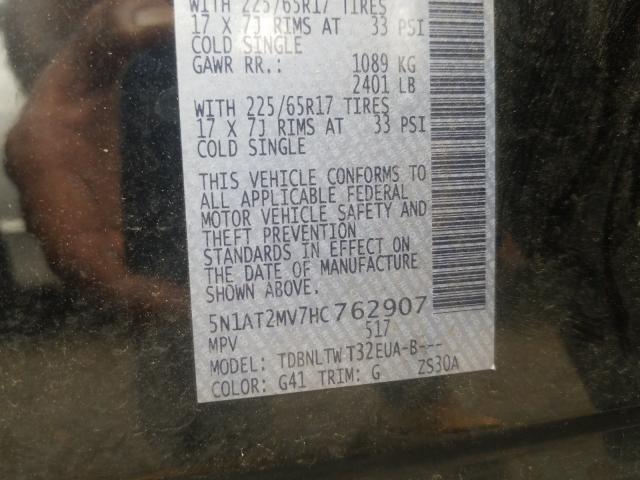 WITH 225/65R17 TIRES
17 X 7J RIMS AT 33 PSI
COLD SINGLE
GAWR RR.: 1089 KG
2401 LB
WITH 225/65R17 TIRES
17 X 7J RIMS AT 33 PSI
COLD SINGLE
THIS VEHICLE CONFORMS TO
ALL APPLICABLE FEDERAL
MOTOR VEHICLE SAFETY AND
THEFT PREVENTION
STANDARDS IN EFFECT ON
THE DATE OF MANUFACTURE
SHOWN ABOVE.
5N1AT2MV7HC762907
MPV 517
MODEL: TDBNLTW T32EUA-B---
COLOR: G41 TRIM: G ZS30A